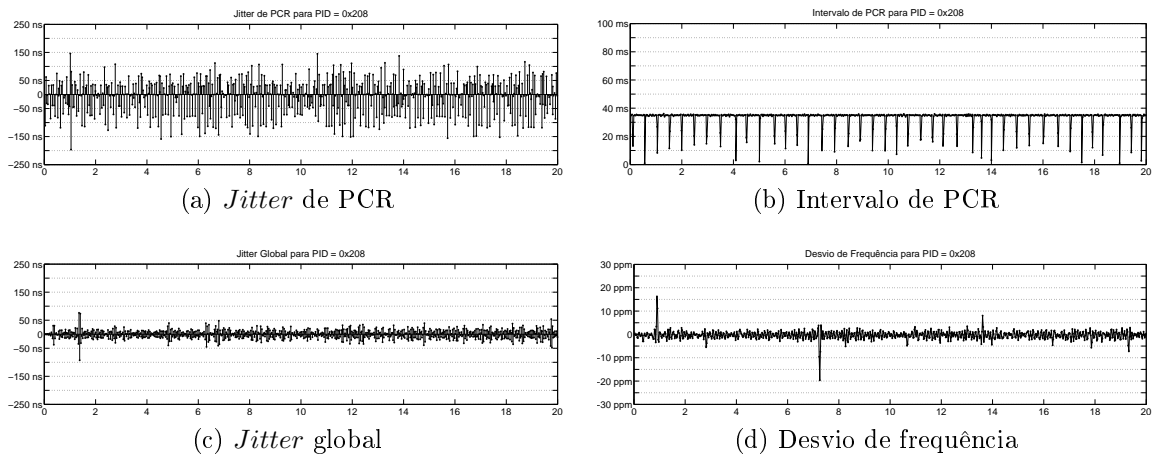 Jitter de PCR para PID = 0x208
250 ns
150 ns
50 ns
0
−50 ns
−150 ns
−250 ns
0 2 4 6 8 10 12 14 16 18 20
(a) Jitter de PCR
Intervalo de PCR para PID = 0x208
100 ms
80 ms
60 ms
40 ms
20 ms
0
0 2 4 6 8 10 12 14 16 18 20
(b) Intervalo de PCR
Jitter Global para PID = 0x208
250 ns
150 ns
50 ns
0
−50 ns
−150 ns
−250 ns
0 2 4 6 8 10 12 14 16 18 20
(c) Jitter global
Desvio de Frequência para PID = 0x208
30 ppm
20 ppm
10 ppm
0
-10 ppm
-20 ppm
-30 ppm
0 2 4 6 8 10 12 14 16 18 20
(d) Desvio de frequência